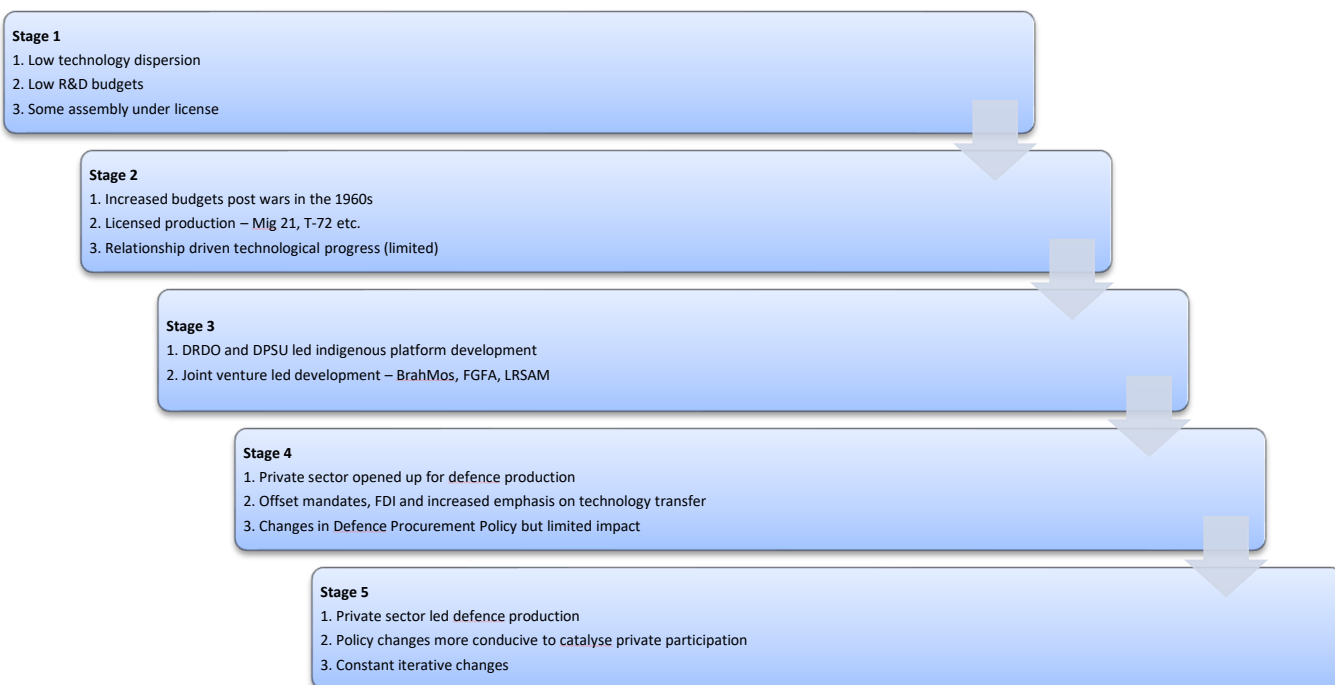 Stage 1
1. Low technology dispersion
2. Low R&D budgets
3. Some assembly under license
Stage 2
1. Increased budgets post wars in the 1960s
2. Licensed production – Mig 21, T-72 etc.
3. Relationship driven technological progress (limited)
Stage 3
1. DRDO and DPSU led indigenous platform development
2. Joint venture led development – BrahMos, FGFA, LRSAM
Stage 4
1. Private sector opened up for defence production
2. Offset mandates, FDI and increased emphasis on technology transfer
3. Changes in Defence Procurement Policy but limited impact
Stage 5
1. Private sector led defence production
2. Policy changes more conducive to catalyse private participation
3. Constant iterative changes